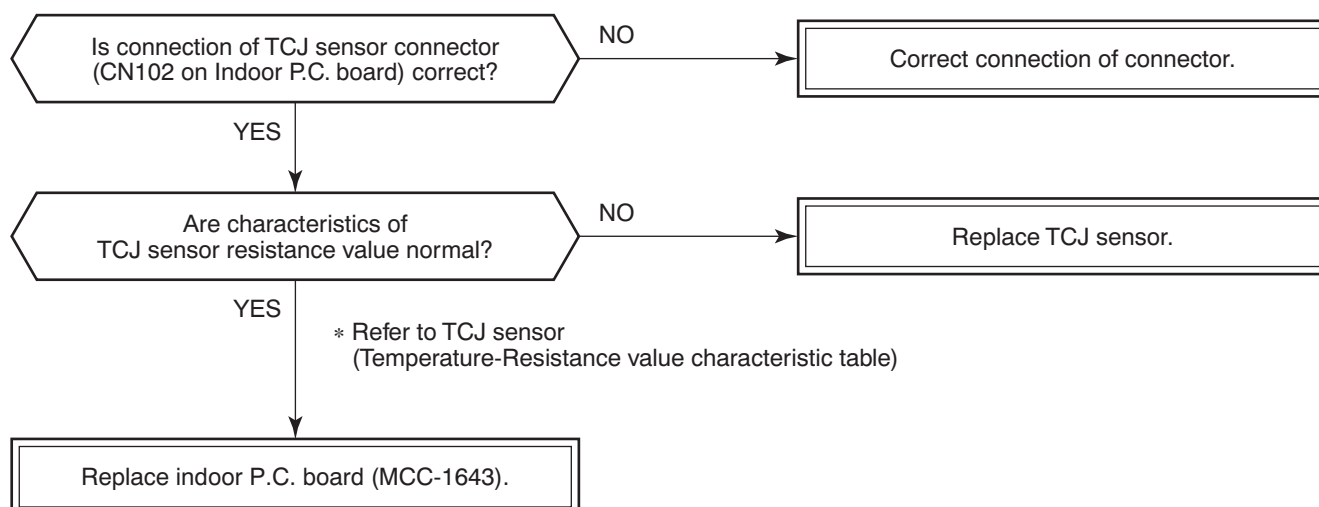 Is connection of TCJ sensor connector
(CN102 on Indoor P.C. board) correct?
NO
Correct connection of connector.
YES
Are characteristics of
TCJ sensor resistance value normal?
NO
Replace TCJ sensor.
YES
* Refer to TCJ sensor
(Temperature-Resistance value characteristic table)
Replace indoor P.C. board (MCC-1643).